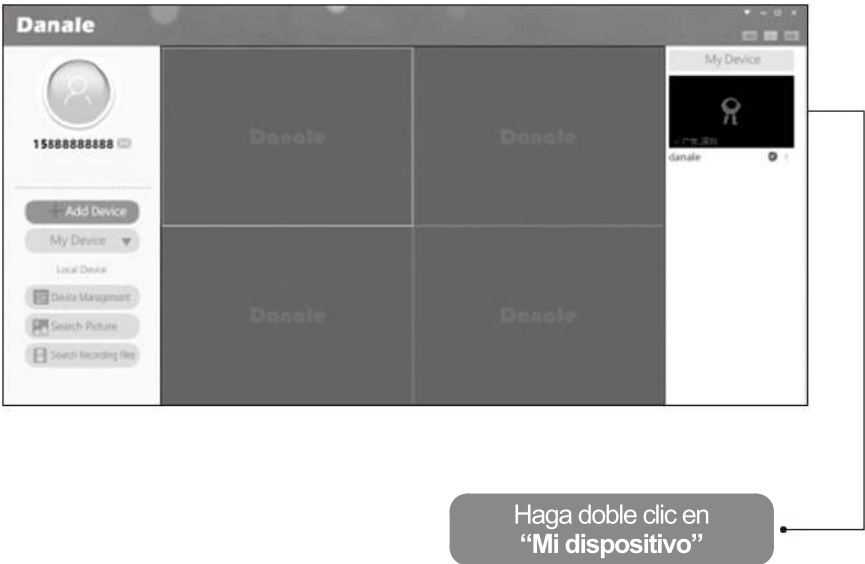 Danale
My Device
15888888888
danale
Add Device
My Device
Local Device
Device Management
Search Picture
Search Recording files
Danale
Danale
Danale
Danale
Haga doble clic en
“Mi dispositivo”